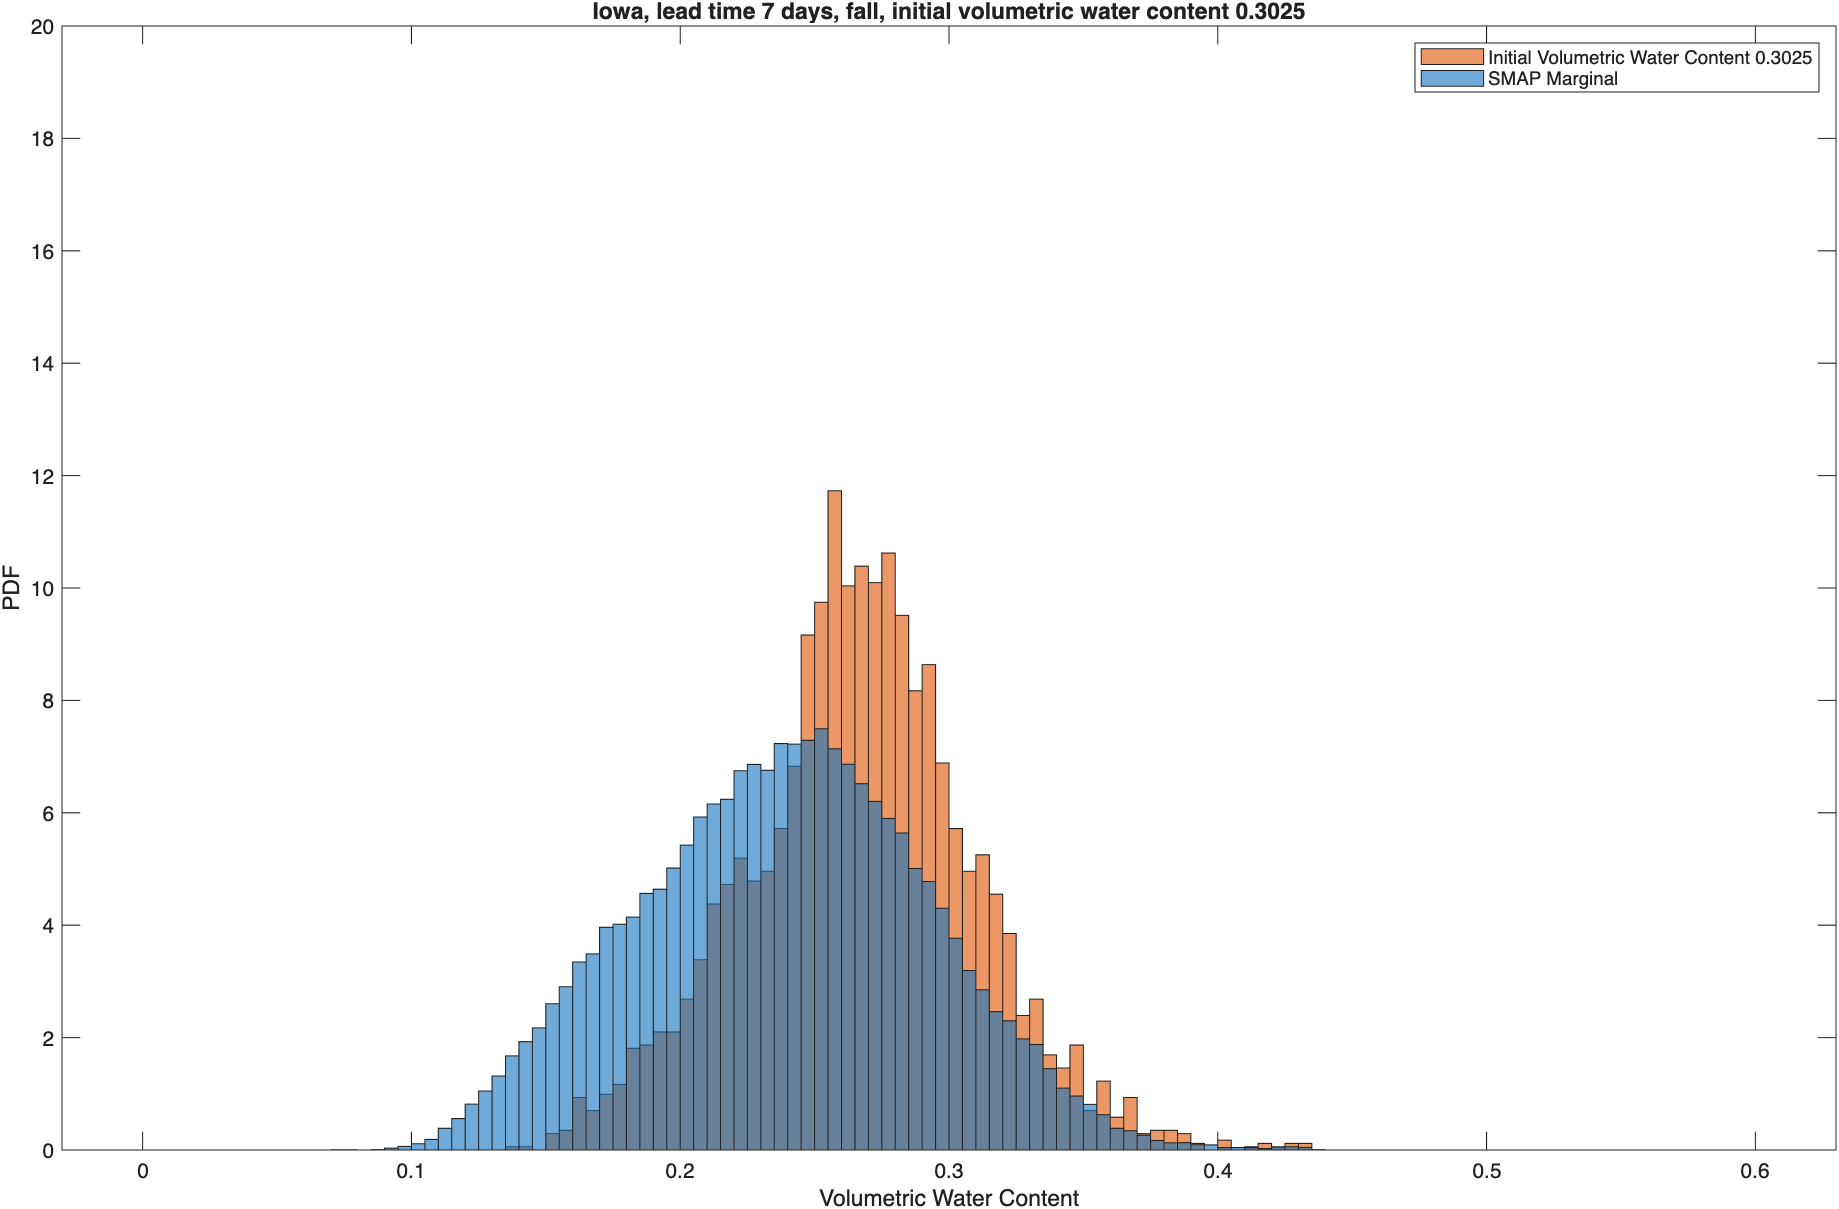 Iowa, lead time 7 days, fall, initial volumetric water content 0.3025
20
Initial Volumetric Water Content 0.3025
SMAP Marginal
18
16
14
12
10
8
6
4
2
0
PDF
0 0.1 0.2 0.3 0.4 0.5 0.6
Volumetric Water Content